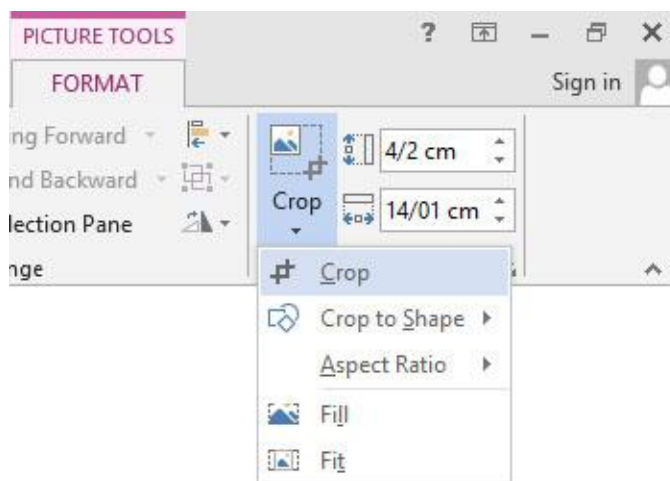 PICTURE TOOLS
?
FORMAT
Sign in
ng Forward
nd Backward
lection Pane
nge
Crop
4/2 cm
14/01 cm
Crop
Crop to Shape
Aspect Ratio
Fill
Fit